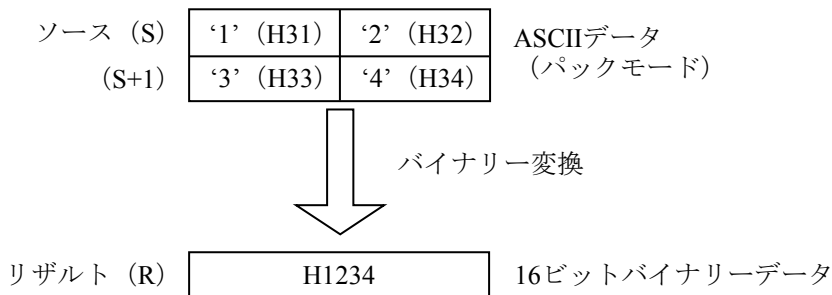 ソース（S） ‘1’（H31） ‘2’（H32） ASCIIデータ
(S+1) ‘3’（H33） ‘4’（H34） （パックモード）
バイナリー変換
リザルト（R） H1234 16ビットバイナリーデータ